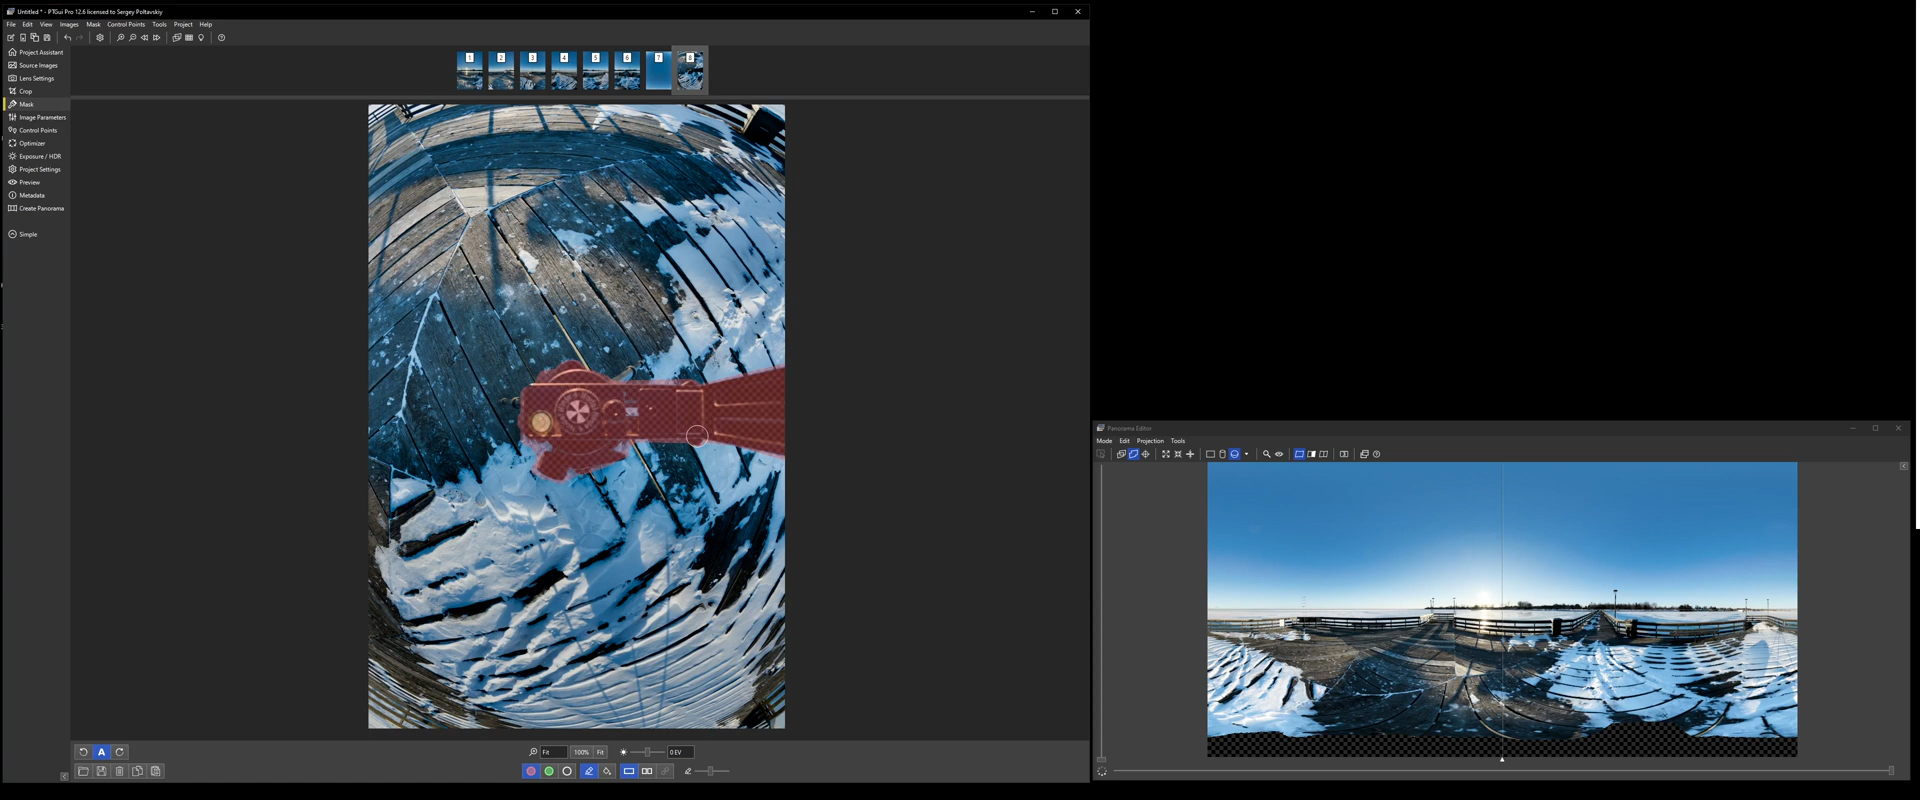 Untitled * - PTGui Pro 12.6 licensed to Sergey Poltavskiy
File Edit View Images Mask Control Points Tools Project Help
Project Assistant
Source Images
Lens Settings
Crop
Mask
Image Parameters
Control Points
Optimizer
Exposure / HDR
Project Settings
Preview
Metadata
Create Panorama
Simple
1 2 3 4 5 6 7 8
A
Fit 100% Fit 0 EV
Panorama Editor
Mode Edit Projection Tools